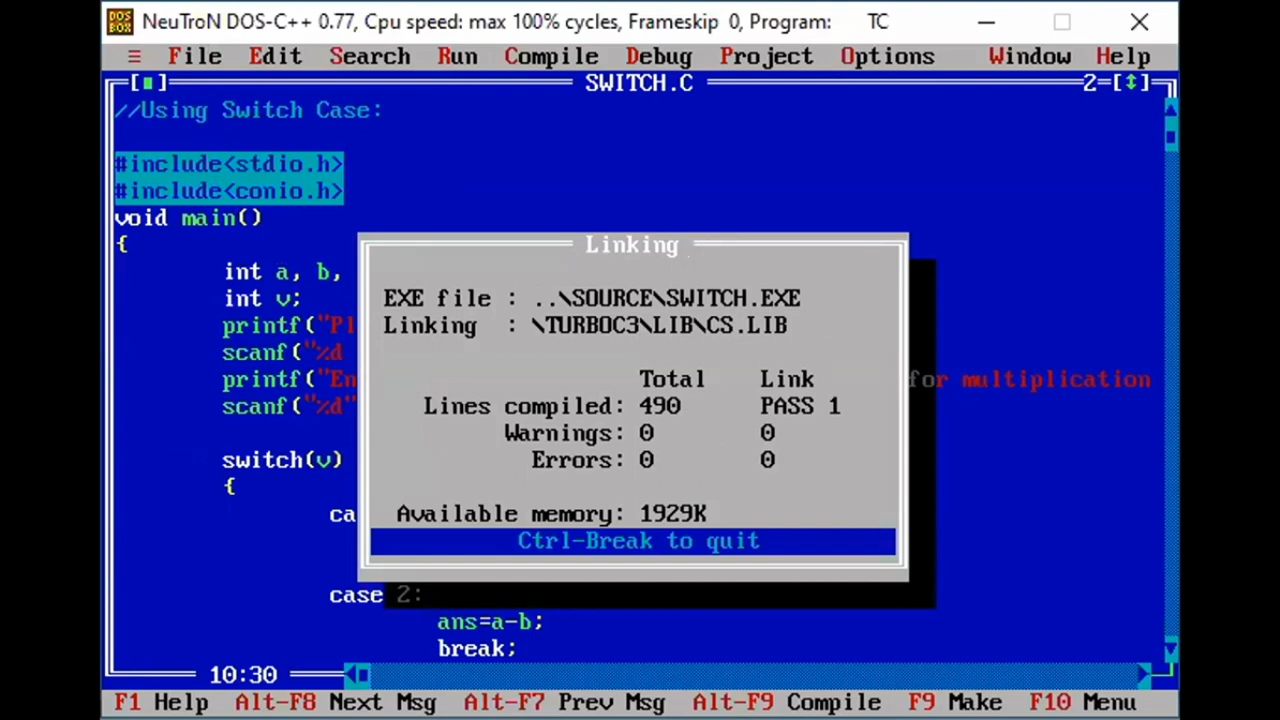 NeuTroN DOS-C++ 0.77, Cpu speed: max 100% cycles, Frameskip 0, Program: TC
≡ File Edit Search Run Compile Debug Project Options Window Help
[■] SWITCH.C 2=[↕]
//Using Switch Case:
#include<stdio.h>
#include<conio.h>
void main()
{
int a, b,
int v;
printf("Pl
scanf("%d
printf("En for multiplication
scanf("%d"
switch(v)
{
ca
case 2:
ans=a-b;
break;
Linking
EXE file : ..\SOURCE\SWITCH.EXE
Linking : \TURBOC3\LIB\CS.LIB
Total Link
Lines compiled: 490 PASS 1
Warnings: 0 0
Errors: 0 0
Available memory: 1929K
Ctrl-Break to quit
10:30
F1 Help Alt-F8 Next Msg Alt-F7 Prev Msg Alt-F9 Compile F9 Make F10 Menu